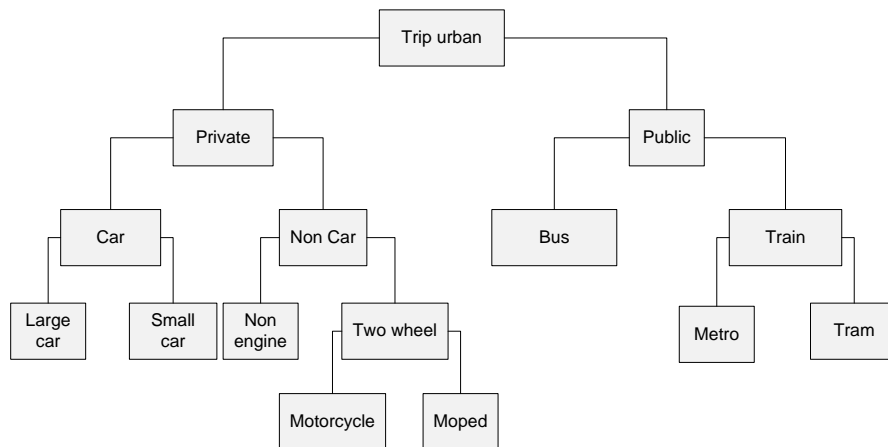 Trip urban
Private
Public
Car
Non Car
Bus
Train
Large
car
Small
car
Non
engine
Two wheel
Metro
Tram
Motorcycle
Moped